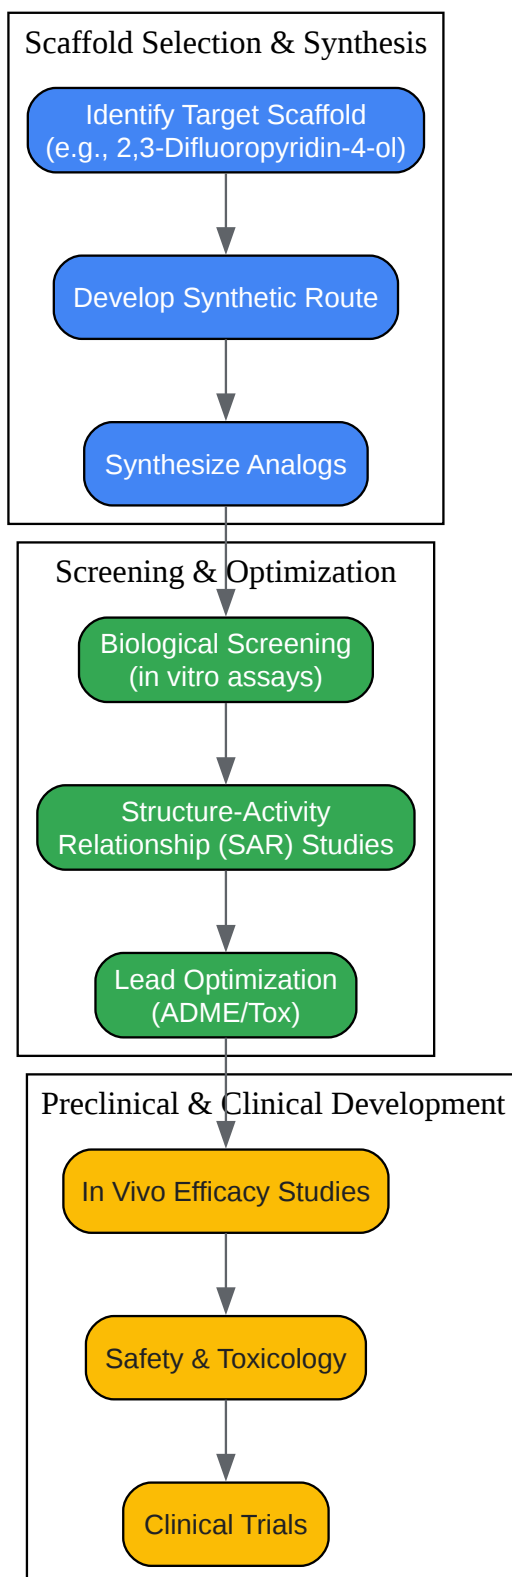 Scaffold Selection & Synthesis
Identify Target Scaffold
(e.g., 2,3-Difluoropyridin-4-ol)
Develop Synthetic Route
Synthesize Analogs
Screening & Optimization
Biological Screening
(in vitro assays)
Structure-Activity
Relationship (SAR) Studies
Lead Optimization
(ADME/Tox)
Preclinical & Clinical Development
In Vivo Efficacy Studies
Safety & Toxicology
Clinical Trials